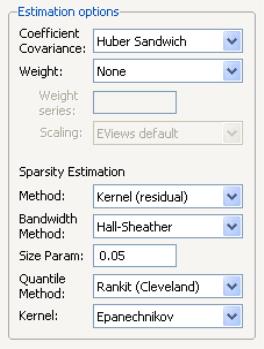 Estimation options
Coefficient
Covariance: Huber Sandwich
Weight: None
Weight
series:
Scaling: EViews default
Sparsity Estimation
Method: Kernel (residual)
Bandwidth
Method: Hall-Sheather
Size Param: 0.05
Quantile
Method: Rankit (Cleveland)
Kernel: Epanechnikov